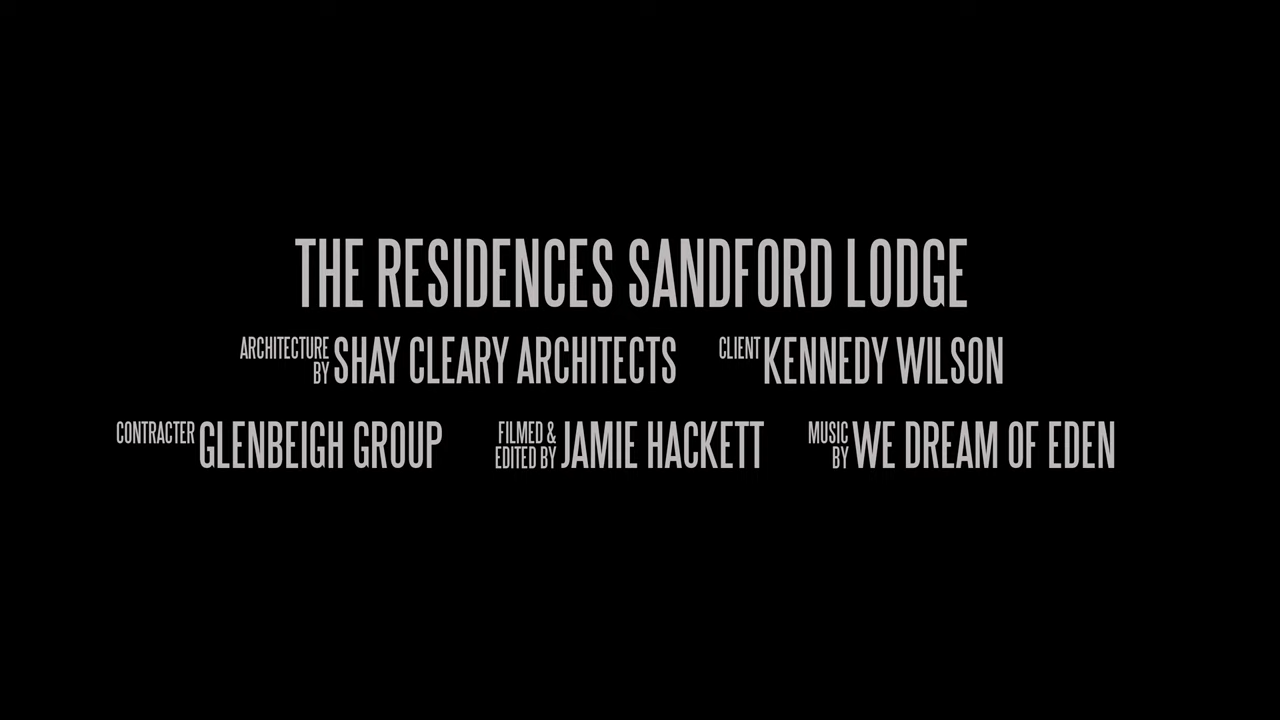 THE RESIDENCES SANDFORD LODGE
ARCHITECTURE BY SHAY CLEARY ARCHITECTS CLIENT KENNEDY WILSON
CONTRACTER GLENBEIGH GROUP FILMED & EDITED BY JAMIE HACKETT MUSIC BY WE DREAM OF EDEN